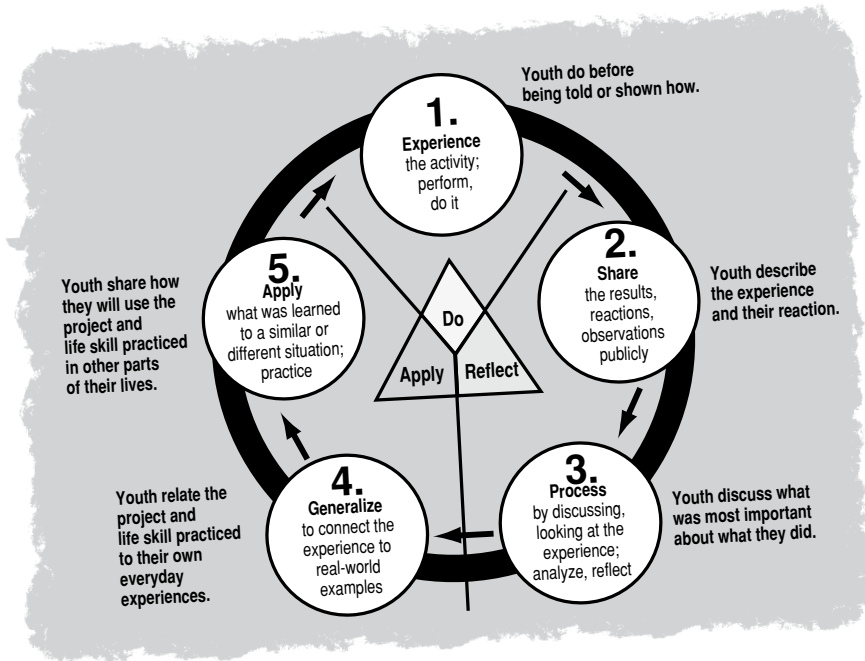 1.
Experience
the activity;
perform,
do it
Youth do before
being told or shown how.
2.
Share
the results,
reactions,
observations
publicly
Youth describe
the experience
and their reaction.
3.
Process
by discussing,
looking at the
experience;
analyze, reflect
Youth discuss what
was most important
about what they did.
4.
Generalize
to connect the
experience to
real-world
examples
Youth relate the
project and
life skill practiced
to their own
everyday
experiences.
5.
Apply
what was learned
to a similar or
different situation;
practice
Youth share how
they will use the
project and
life skill practiced
in other parts
of their lives.
Do
Apply
Reflect